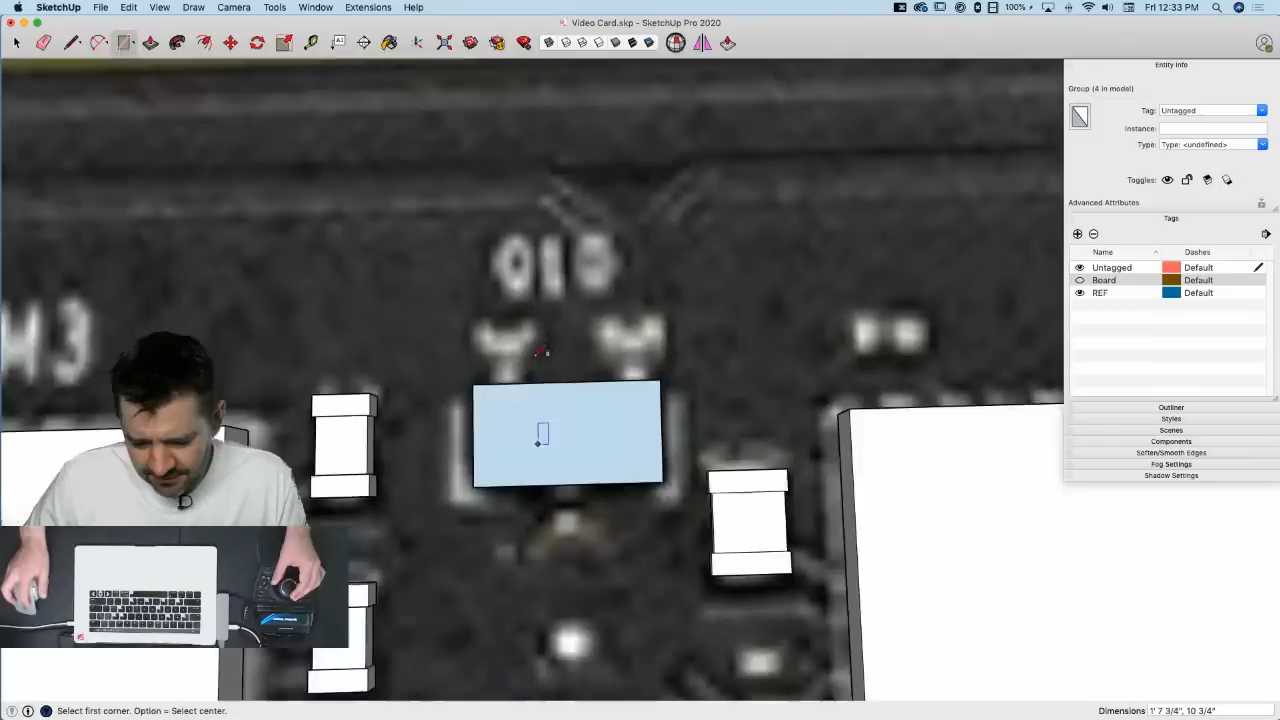 SketchUp File Edit View Draw Camera Tools Window Extensions Help
100% Fri 12:33 PM
Video Card.skp - SketchUp Pro 2020
Entity Info
Group (4 in model)
Tag: Untagged
Instance:
Type: Type: <undefined>
Toggles:
Advanced Attributes
Tags
Name Dashes
Untagged Default
Board Default
REF Default
Outliner
Styles
Scenes
Components
Soften/Smooth Edges
Fog Settings
Shadow Settings
Select first corner. Option = Select center.
Dimensions 1' 7 3/4", 10 3/4"